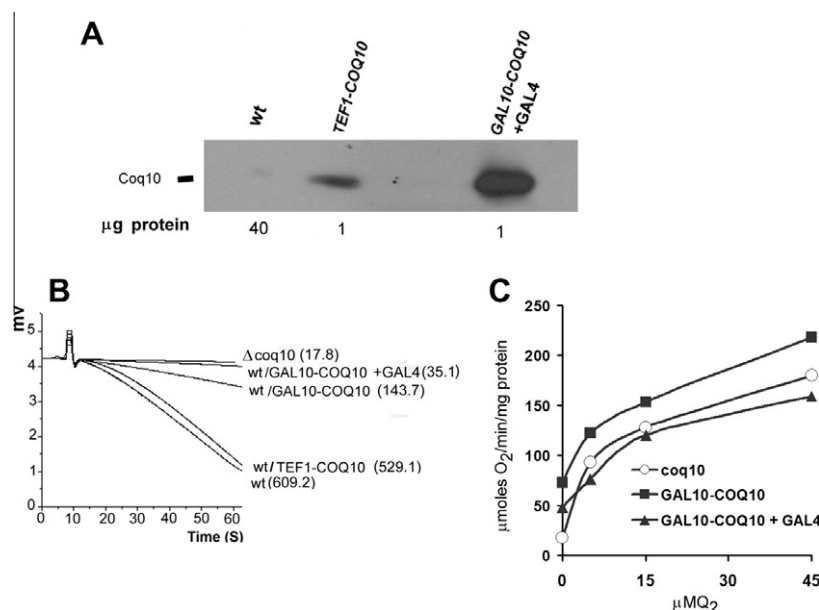 A
wt
TEF1-COQ10
GAL10-COQ10
+GAL4
Coq10
µg protein
40
1
1
B
mv
5
4
3
2
1
0
0
10
20
30
40
50
60
Time (S)
Δcoq10 (17.8)
wt/GAL10-COQ10 +GAL4(35.1)
wt/GAL10-COQ10 (143.7)
wt/TEF1-COQ10 (529.1)
wt(609.2)
C
250
200
150
100
50
0
µmoles O2/min/mg protein
coq10
GAL10-COQ10
GAL10-COQ10 + GAL4
0
15
30
45
µMQ2